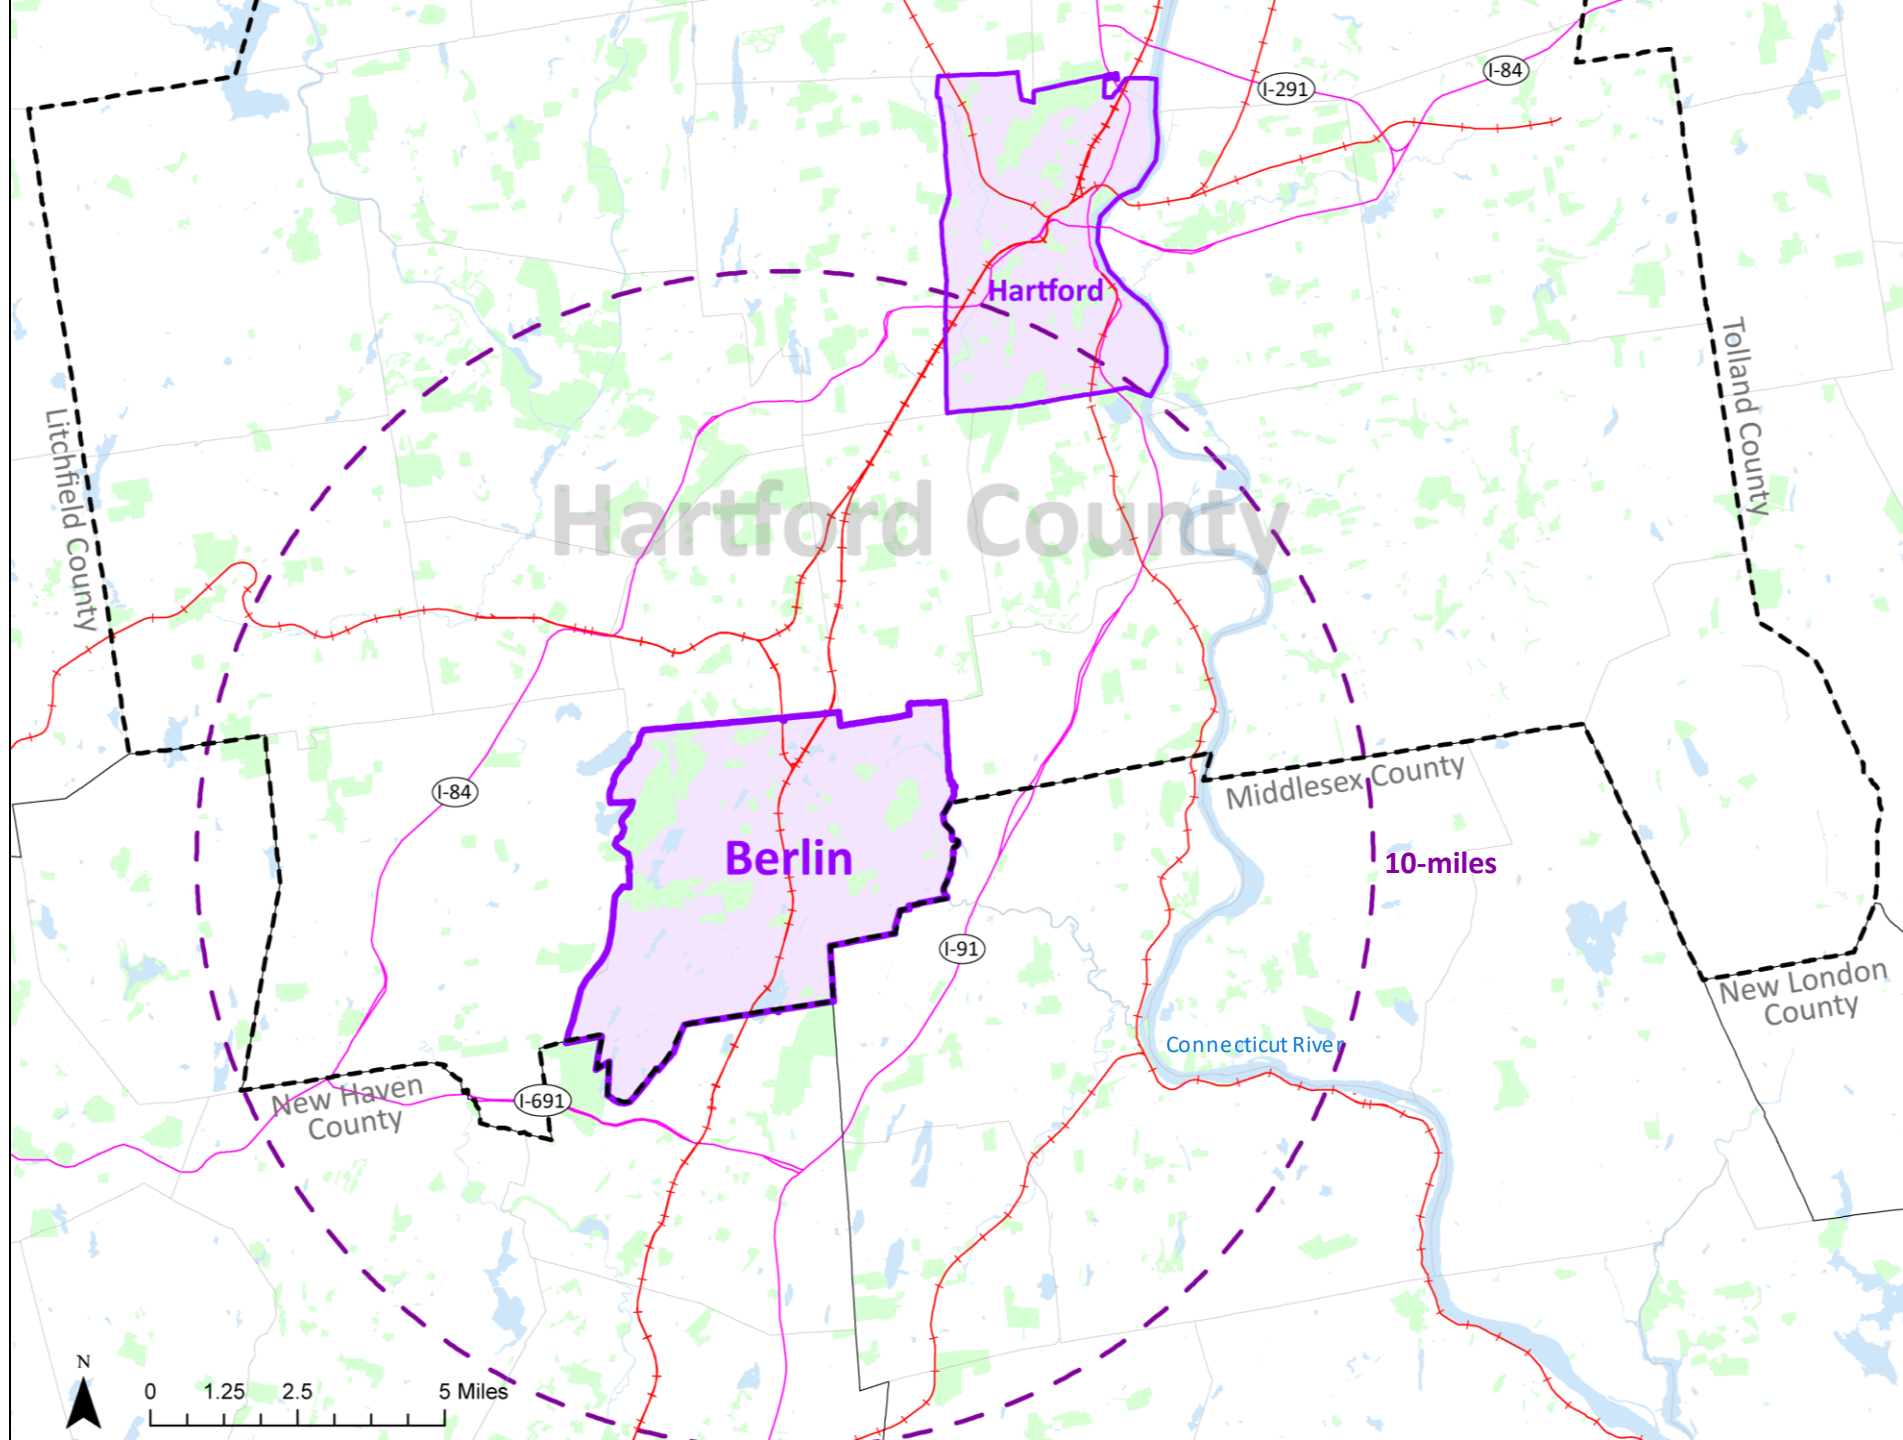 I-84
I-291
Hartford
Tolland
County
Litchfield
County
Hartford County
I-84
Middlesex County
Berlin
10-miles
I-91
New London
County
Connecticut River
New Haven
County
I-691
N
0 1.25 2.5 5 Miles